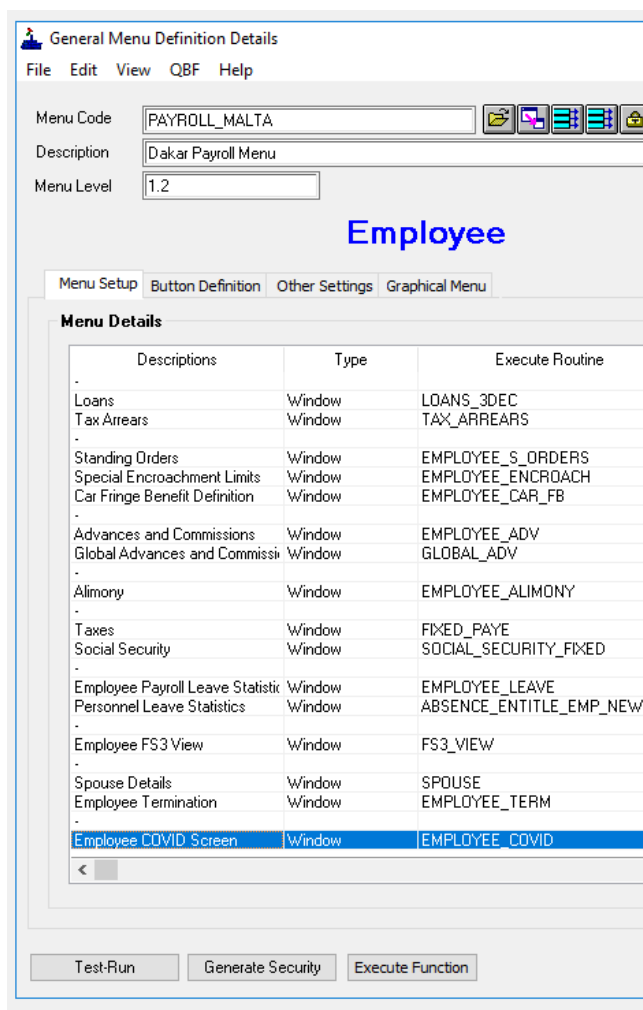 General Menu Definition Details
File Edit View QBF Help
Menu Code PAYROLL_MALTA
Description Dakar Payroll Menu
Menu Level 1.2
Employee
Menu Setup Button Definition Other Settings Graphical Menu
Menu Details
Descriptions Type Execute Routine
-
Loans Window LOANS_3DEC
Tax Arrears Window TAX_ARREARS
-
Standing Orders Window EMPLOYEE_S_ORDERS
Special Encroachment Limits Window EMPLOYEE_ENCROACH
Car Fringe Benefit Definition Window EMPLOYEE_CAR_FB
-
Advances and Commissions Window EMPLOYEE_ADV
Global Advances and Commissi Window GLOBAL_ADV
-
Alimony Window EMPLOYEE_ALIMONY
-
Taxes Window FIXED_PAYE
Social Security Window SOCIAL_SECURITY_FIXED
-
Employee Payroll Leave Statistic Window EMPLOYEE_LEAVE
Personnel Leave Statistics Window ABSENCE_ENTITLE_EMP_NEW
-
Employee FS3 View Window FS3_VIEW
-
Spouse Details Window SPOUSE
Employee Termination Window EMPLOYEE_TERM
-
Employee COVID Screen Window EMPLOYEE_COVID
Test-Run Generate Security Execute Function